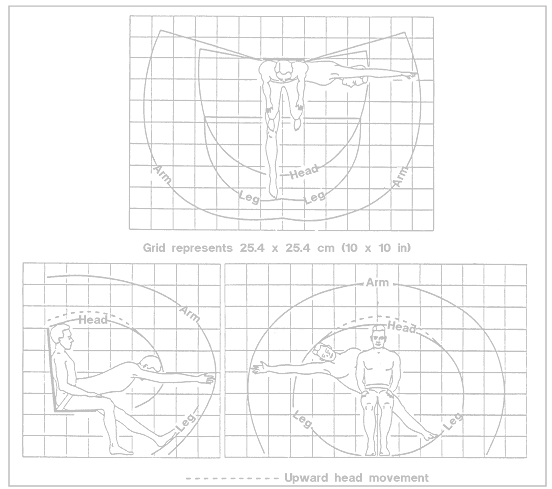 Arm
Head
Arm
Leg
Leg
Grid represents 25.4 x 25.4 cm (10 x 10 in)
Arm
Head
Leg
Arm
Head
Leg
Leg
Upward head movement